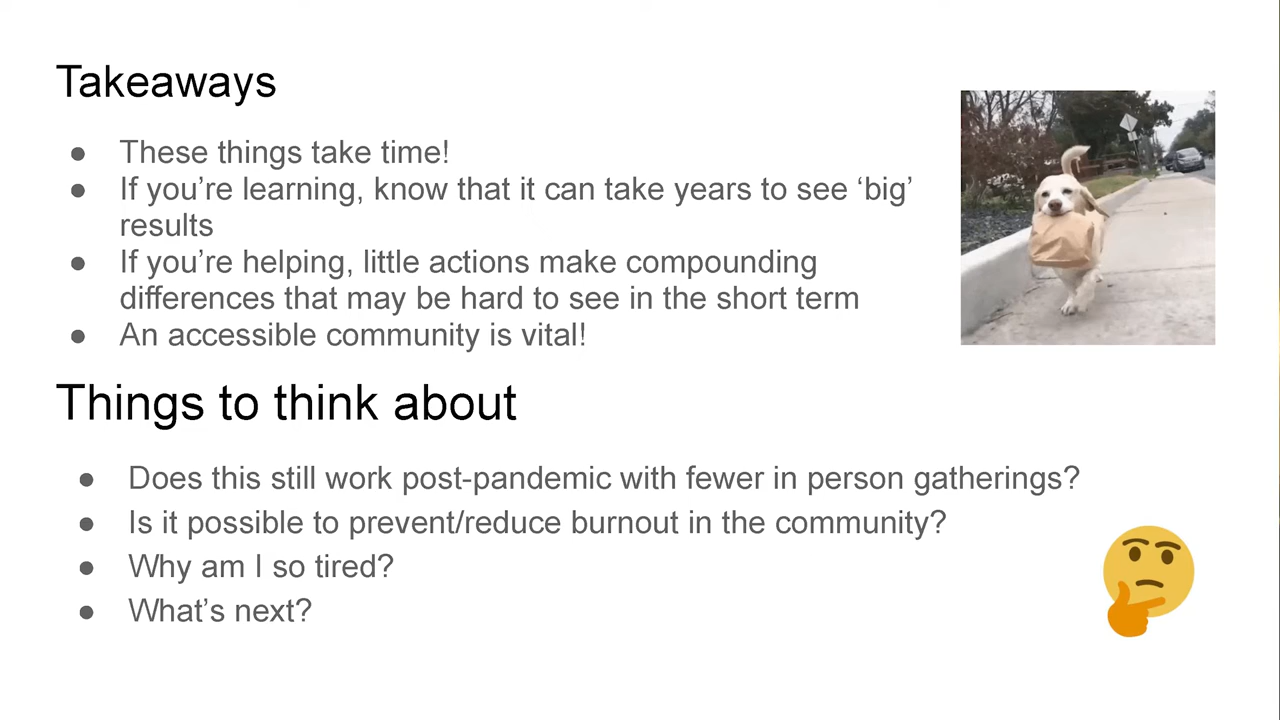 Takeaways
● These things take time!
● If you’re learning, know that it can take years to see ‘big’
results
● If you’re helping, little actions make compounding
differences that may be hard to see in the short term
● An accessible community is vital!
Things to think about
● Does this still work post-pandemic with fewer in person gatherings?
● Is it possible to prevent/reduce burnout in the community?
● Why am I so tired?
● What’s next?